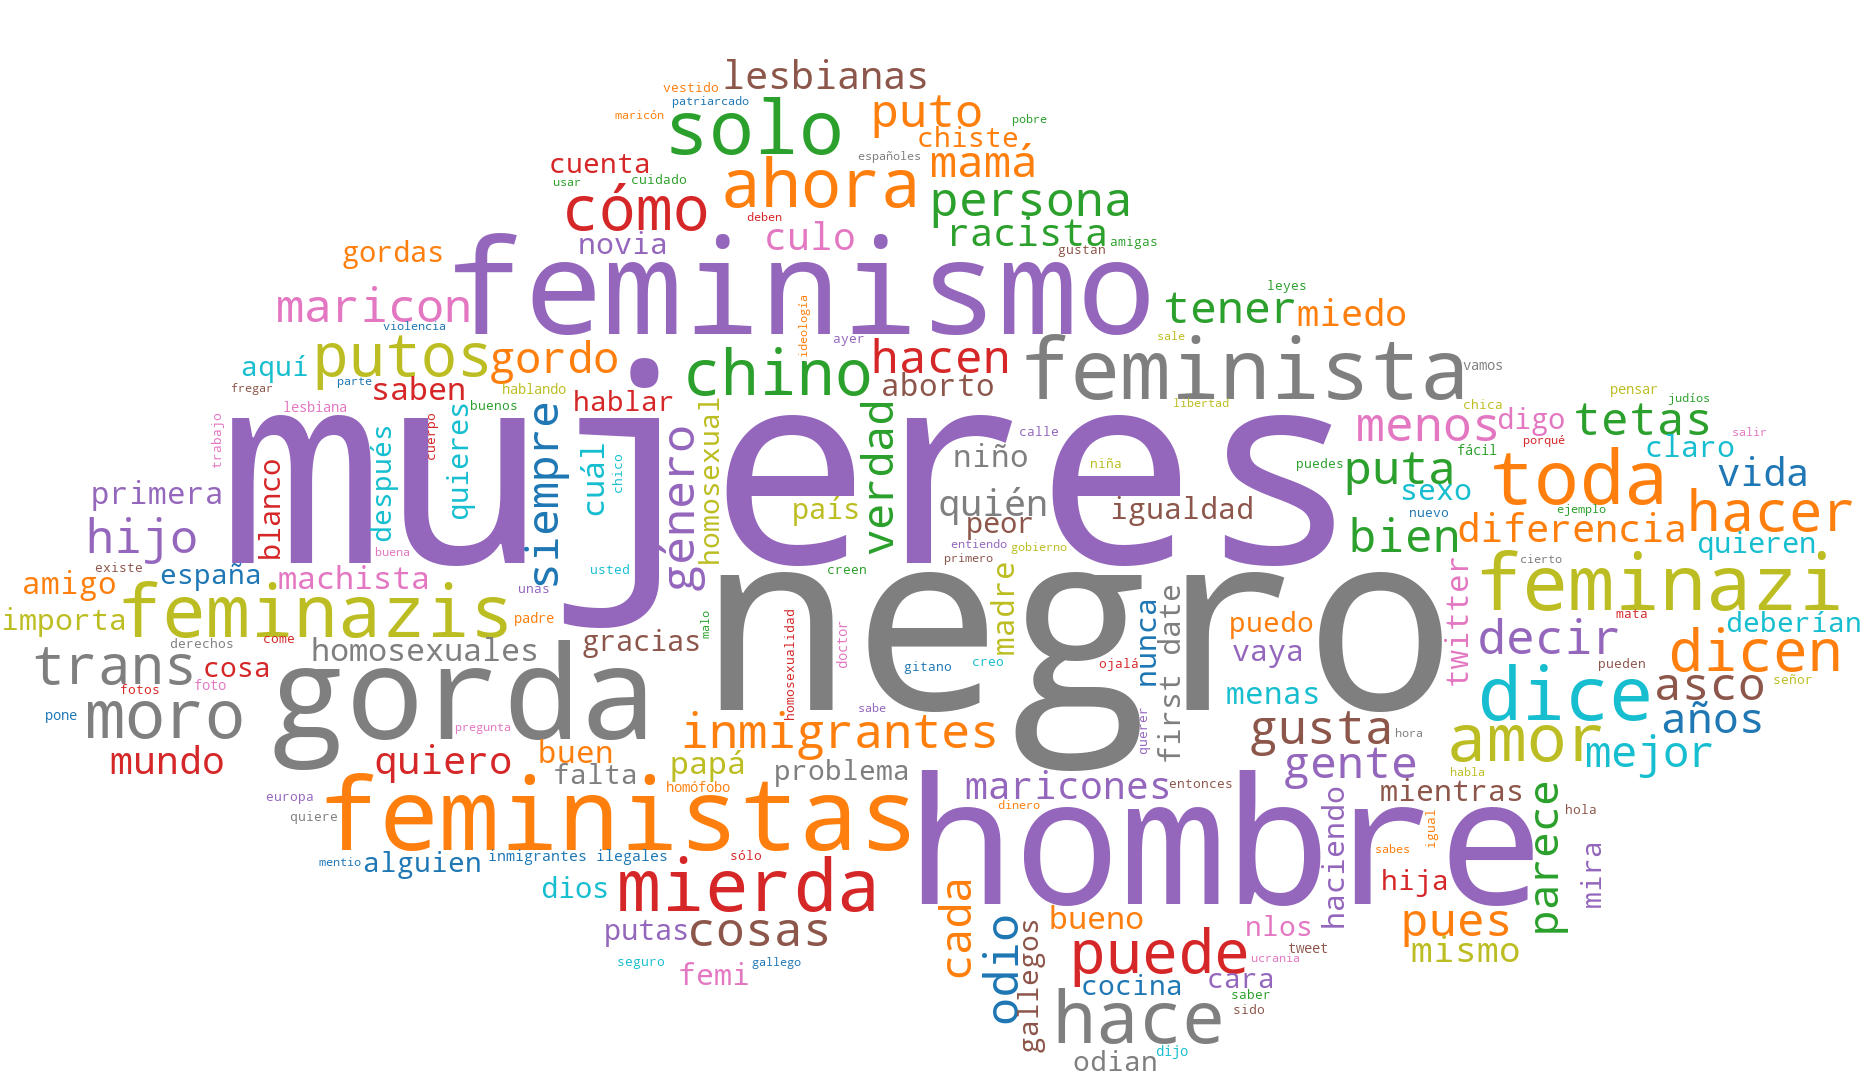 lesbianas
vestido
patriarcado
maricón
solo
puto
pobre
chiste
españoles
cuenta
mamá
usar
cuidado
ahora
cómo
persona
deben
racista
culo
novia
amigas
gustan
gordas
feminismo
leyes
maricon
tener
miedo
violencia
ideologia
ayer
sale
putos
gordo
hacen
feminista
vamos
aquí
chino
parte
saben
fregar
hablando
aborto
pensar
judíos
lesbiana
buenos
hablar
libertad
chica
trabajo
cuerpo
mujeres
menos
digo
tetas
salir
porqué
claro
después
quieres
siempre
cuál
chico
género
homosexual
verdad
calle
niño
niña
puedes
fácil
puta
toda
vida
primera
blanco
país
quién
peor
igualdad
sexo
nuevo
ejemplo
hacer
hijo
bien
diferencia
quieren
buena
entiendo
gobierno
primero
cierto
existe
españa
machista
usted
creen
amigo
unas
negro
feminazi
importa
feminazis
padre
madre
nunca
first date
puedo
twitter
mata
deberían
derechos
come
homosexuales
gracias
malo
homosexualidad
doctor
decir
dicen
vaya
trans
cosa
gitano
creo
ojalá
pueden
señor
fotos
foto
gorda
menas
dice
asco
pone
moro
pregunta
sabe
inmigrantes
querer
gusta
hora
amor
años
mundo
quiero
buen
papá
falta
problema
gente
mejor
habla
homófobo
maricones
entonces
mientras
europa
quiere
feministas
dinero
hombre
haciendo
igual
parece
hola
sabes
mentio
alguien
inmigrantes ilegales
sólo
mira
dios
mierda
hija
cada
bueno
pues
putas
cosas
odio
gallegos
nlos
puede
tweet
mismo
seguro
femi
gallego
ucrania
cocina
cara
saber
hace
sido
odian
dijo